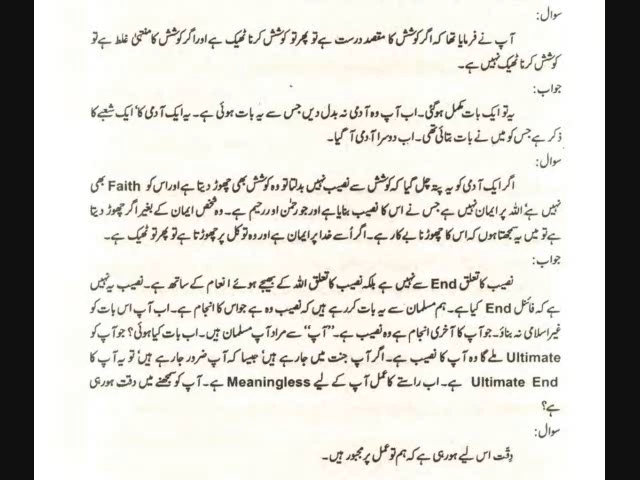 سوال:
آپ نے فرمایا تھا کہ اگر کوشش کا مقصد درست ہے تو پھر تو کوشش کرنا ٹھیک ہے اور اگر کوشش کا منتہیٰ غلط ہے تو
کوشش کرنا ٹھیک نہیں ہے۔
جواب:
یہ تو ایک بات مکمل ہو گئی۔ اب آپ وہ آدمی نہ بدل دیں جس سے یہ بات ہوئی ہے۔ یہ ایک آدمی کا‘ ایک شعبے کا
ذکر ہے جس کو میں نے بات بتائی تھی۔ اب دوسرا آدمی آ گیا۔
سوال:
اگر ایک آدمی کو یہ پتہ چل گیا کہ کوشش سے نصیب نہیں بدلتا تو وہ کوشش بھی چھوڑ دیتا ہے اور اس کو Faith بھی
نہیں ہے‘ اللہ پر ایمان نہیں ہے جس نے اس کا نصیب بنایا ہے اور جو رحمٰن اور رحیم ہے۔ وہ شخص ایمان کے بغیر اگر چھوڑ دیتا
ہے تو میں یہ سمجھتا ہوں کہ اس کا چھوڑنا بے کار ہے۔ اگر اُسے خدا پر ایمان ہے اور وہ توکل پر چھوڑتا ہے تو پھر تو ٹھیک ہے۔
جواب:
نصیب کا تعلق End سے نہیں ہے بلکہ نصیب کا تعلق اللہ کے بھیجے ہوئے انعام کے ساتھ ہے۔ نصیب یہ نہیں
ہے کہ فائنل End کیا ہے۔ ہم مسلمان سے یہ بات کر رہے ہیں کہ نصیب وہ ہے جو اس کا انجام ہے۔ اب آپ اس بات کو
غیر اسلامی نہ بناؤ۔ جو آپ کا آخری انجام ہے وہ نصیب ہے۔ ’’آپ‘‘ سے مراد آپ مسلمان ہیں۔ اب بات کیا ہوئی؟ جو آپ کو
Ultimate ملے گا وہ آپ کا نصیب ہے۔ اگر آپ جنت میں جا رہے ہیں‘ جیسا کہ آپ ضرور جا رہے ہیں‘ تو یہ آپ کا
Ultimate End ہے۔ اب راستے کا عمل آپ کے لیے Meaningless ہے۔ آپ کو سمجھنے میں دقت ہو رہی
ہے؟
سوال:
دِقّت اس لیے ہو رہی ہے کہ ہم تو عمل پر مجبور ہیں۔